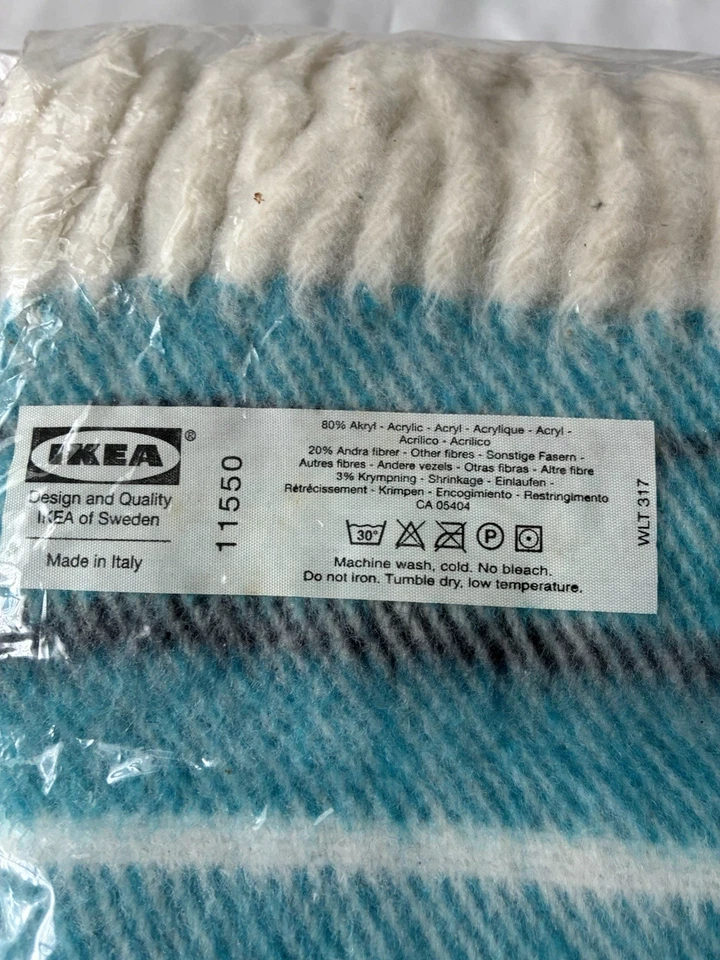 IKEA®
Design and Quality
IKEA of Sweden
Made in Italy
11550
80% Akryl - Acrylic - Acryl - Acrylique - Acryl -
Acrílico - Acrilico
20% Andra fibrer - Other fibres - Sonstige Fasern -
Autres fibres - Andere vezels - Otras fibras - Altre fibre
3% Krympning - Shrinkage - Einlaufen -
Rétrécissement - Krimpen - Encogimiento - Restringimento
CA 05404
30°
P
Machine wash, cold. No bleach.
Do not iron. Tumble dry, low temperature.
WLT 317